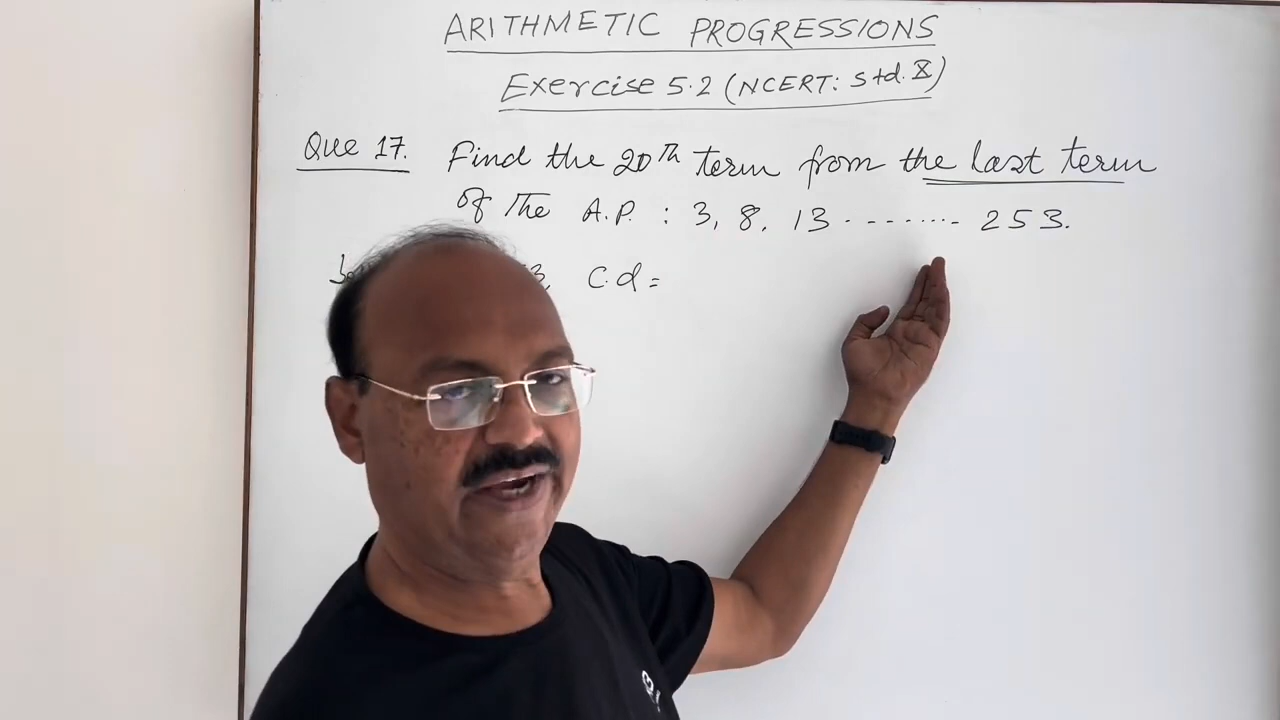 ARITHMETIC PROGRESSIONS
Exercise 5.2 (NCERT: Std. X)
Que 17. Find the 20th term from the last term
of the A.P. : 3, 8, 13 ......... 253.
3, C.d =